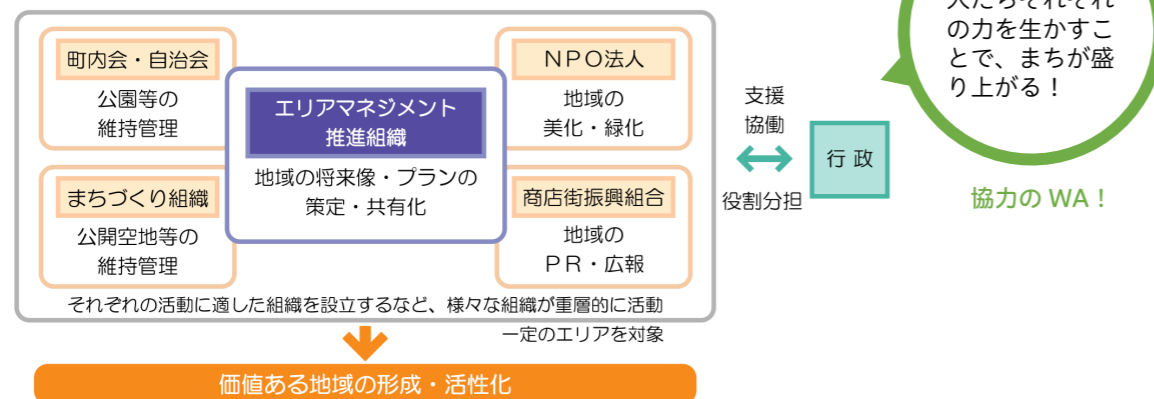 町内会・自治会
公園等の
維持管理
エリアマネジメント
推進組織
地域の将来像・プランの
策定・共有化
NPO法人
地域の
美化・緑化
まちづくり組織
公開空地等の
維持管理
商店街振興組合
地域の
PR・広報
それぞれの活動に適した組織を設立するなど、様々な組織が重層的に活動
一定のエリアを対象
価値ある地域の形成・活性化
支援
協働
役割分担
行政
の力を生かすこ
とで、まちが盛
り上がる！
協力の WA！